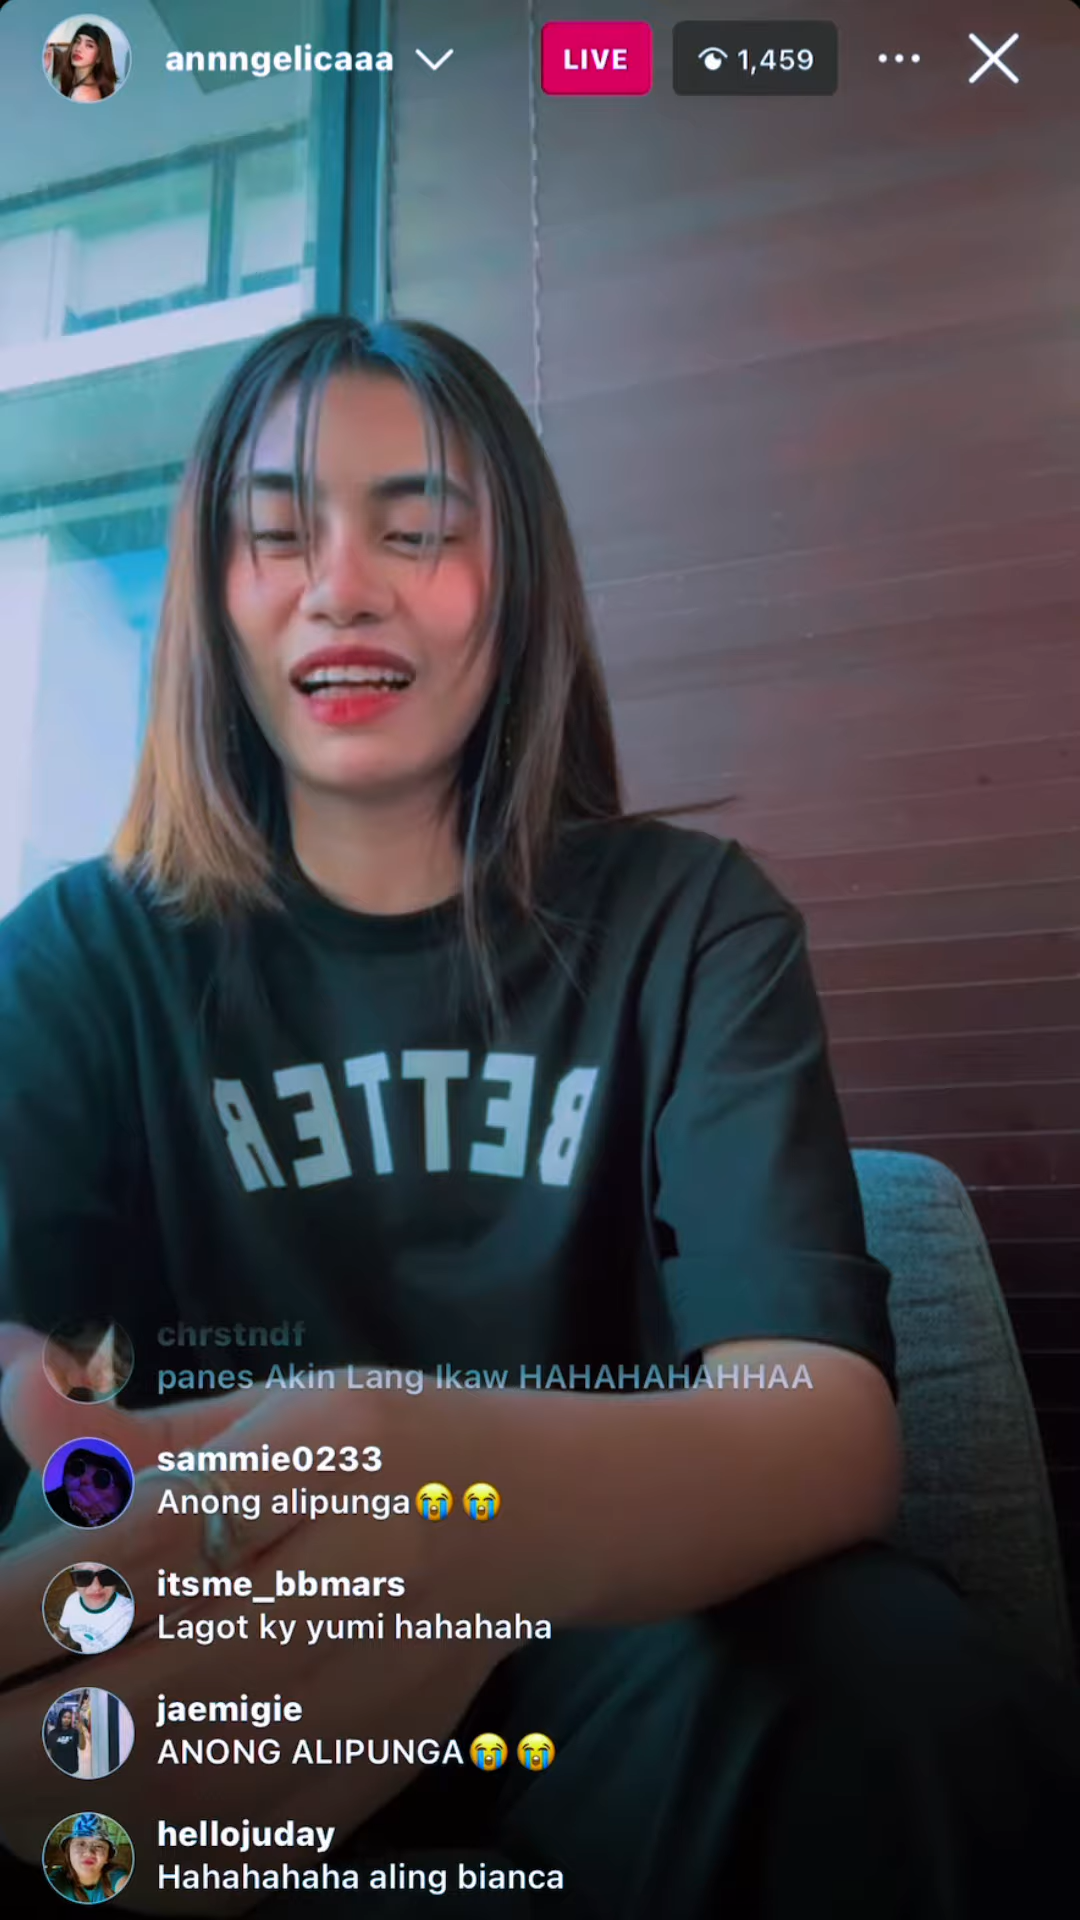 annngelicaaa
LIVE
1,459
BETTER
chrstndf
panes Akin Lang Ikaw HAHAHAHAHHAA
sammie0233
Anong alipunga😭😭
itsme_bbmars
Lagot ky yumi hahahaha
jaemigie
ANONG ALIPUNGA😭😭
hellojuday
Hahahahaha aling bianca